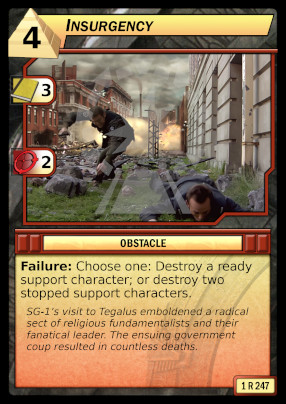 INSURGENCY
4
3
2
OBSTACLE
Failure: Choose one: Destroy a ready
support character; or destroy two
stopped support characters.
SG-1's visit to Tegalus emboldened a radical
sect of religious fundamentalists and their
fanatical leader. The ensuing government
coup resulted in countless deaths.
1 R 247